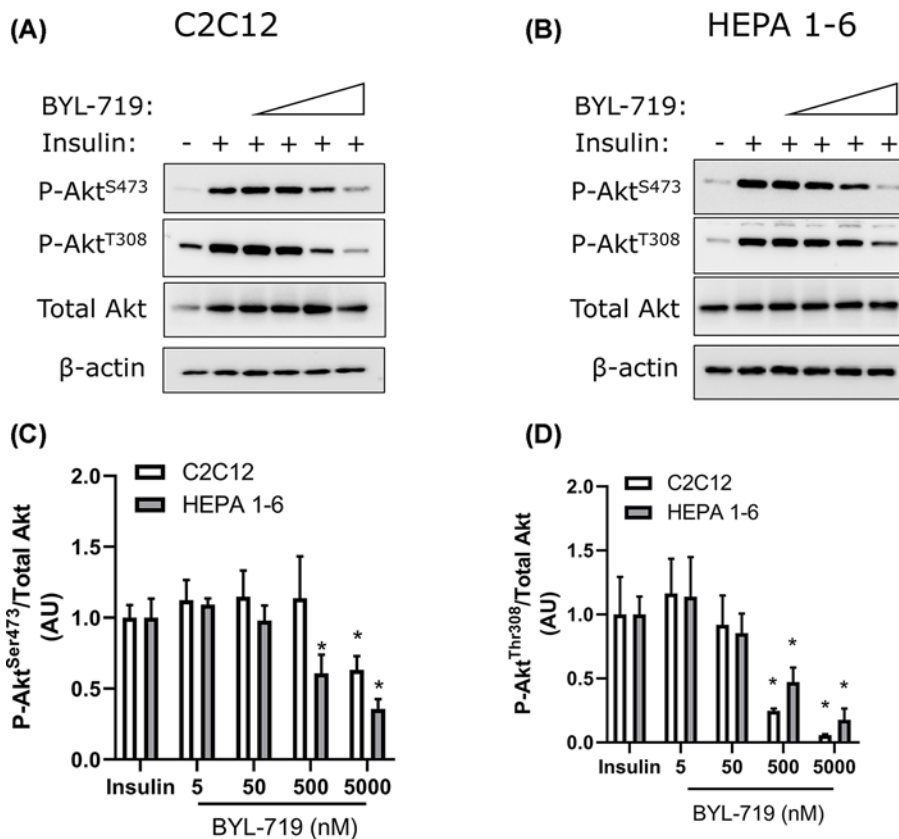 (A) C2C12
BYL-719:
Insulin: - + + + + +
P-Akt^S473
P-Akt^T308
Total Akt
β-actin
(B) HEPA 1-6
BYL-719:
Insulin: - + + + + +
P-Akt^S473
P-Akt^T308
Total Akt
β-actin
(C)
C2C12
HEPA 1-6
P-Akt^Ser473/Total Akt
(AU)
2.0
1.5
1.0
0.5
0.0
* * *
Insulin 5 50 500 5000
BYL-719 (nM)
(D)
C2C12
HEPA 1-6
P-Akt^Thr308/Total Akt
(AU)
2.0
1.5
1.0
0.5
0.0
* * * *
Insulin 5 50 500 5000
BYL-719 (nM)